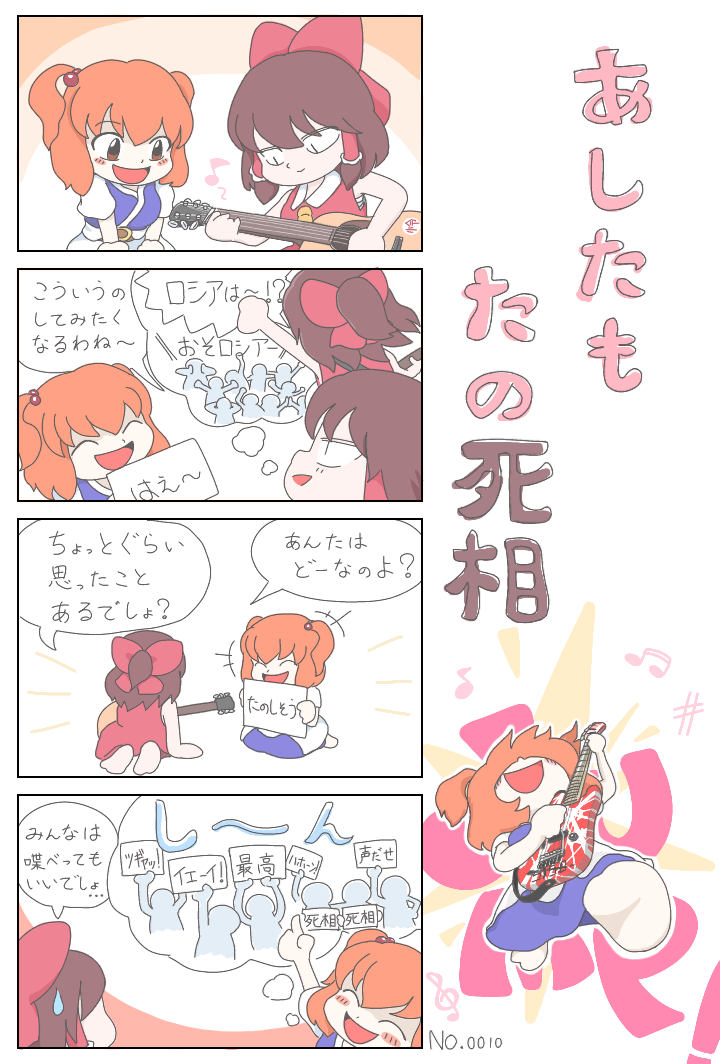 あしたも
たの死相
こういうの
してみたく
なるわね〜
ロシアは〜!?
おそロシアー
はえ〜
ちょっとぐらい
思ったこと
あるでしょ?
あんたは
どーなのよ?
たのしそう
みんなは
喋べっても
いいでしょ…
し〜ん
ツギャッ!
イエーイ!
最高
ハホーン!
声だせ
死相
死相
NO.0010